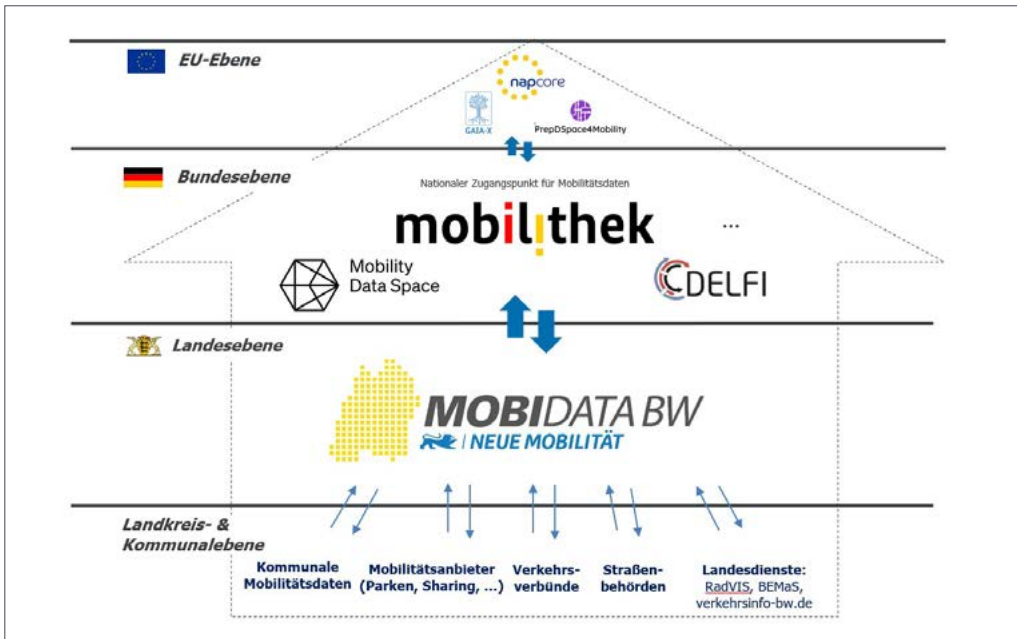 EU-Ebene
napcore
GAIA-X
PrepDSpace4Mobility
Bundesebene
Nationaler Zugangspunkt für Mobilitätsdaten
mobilithek
...
Mobility
Data Space
DELFI
Landesebene
MOBIDATA BW
NEUE MOBILITÄT
Landkreis- &
Kommunalebene
Kommunale
Mobilitätsdaten
Mobilitätsanbieter
(Parken, Sharing, ...)
Verkehrs-
verbünde
Straßen-
behörden
Landesdienste:
RadVIS, BEMaS,
verkehrsinfo-bw.de